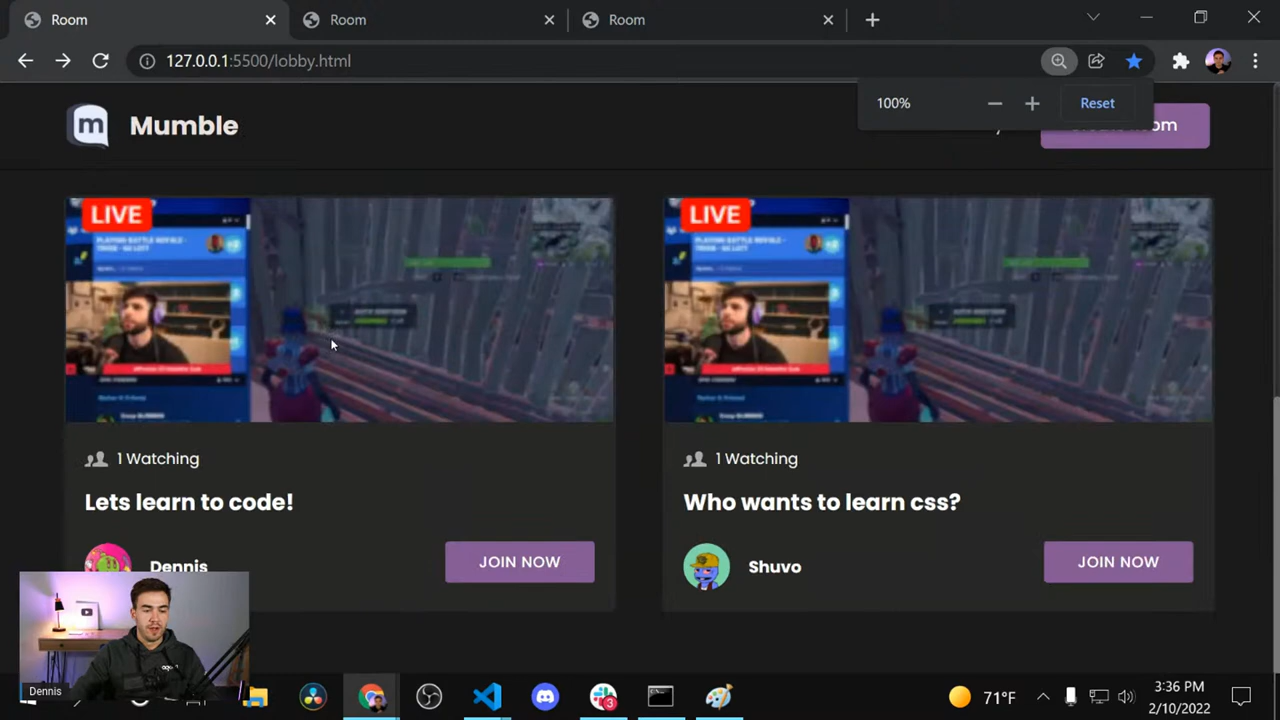 Room
Room
Room
127.0.0.1:5500/lobby.html
100%
Reset
m
Mumble
LIVE
LIVE
1 Watching
1 Watching
Lets learn to code!
Who wants to learn css?
Dennis
JOIN NOW
Shuvo
JOIN NOW
Dennis
3
71°F
3:36 PM
2/10/2022